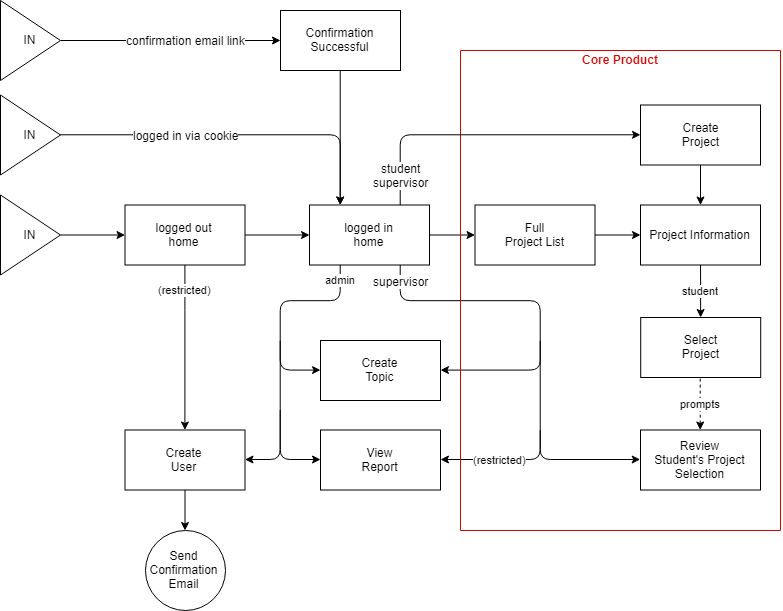 Confirmation
Successful
IN
confirmation email link
Core Product
IN
logged in via cookie
Create
Project
student
supervisor
IN
logged out
home
logged in
home
Full
Project List
Project Information
(restricted)
admin
supervisor
student
Create
Topic
Select
Project
prompts
Create
User
View
Report
(restricted)
Review
Student's Project
Selection
Send
Confirmation
Email